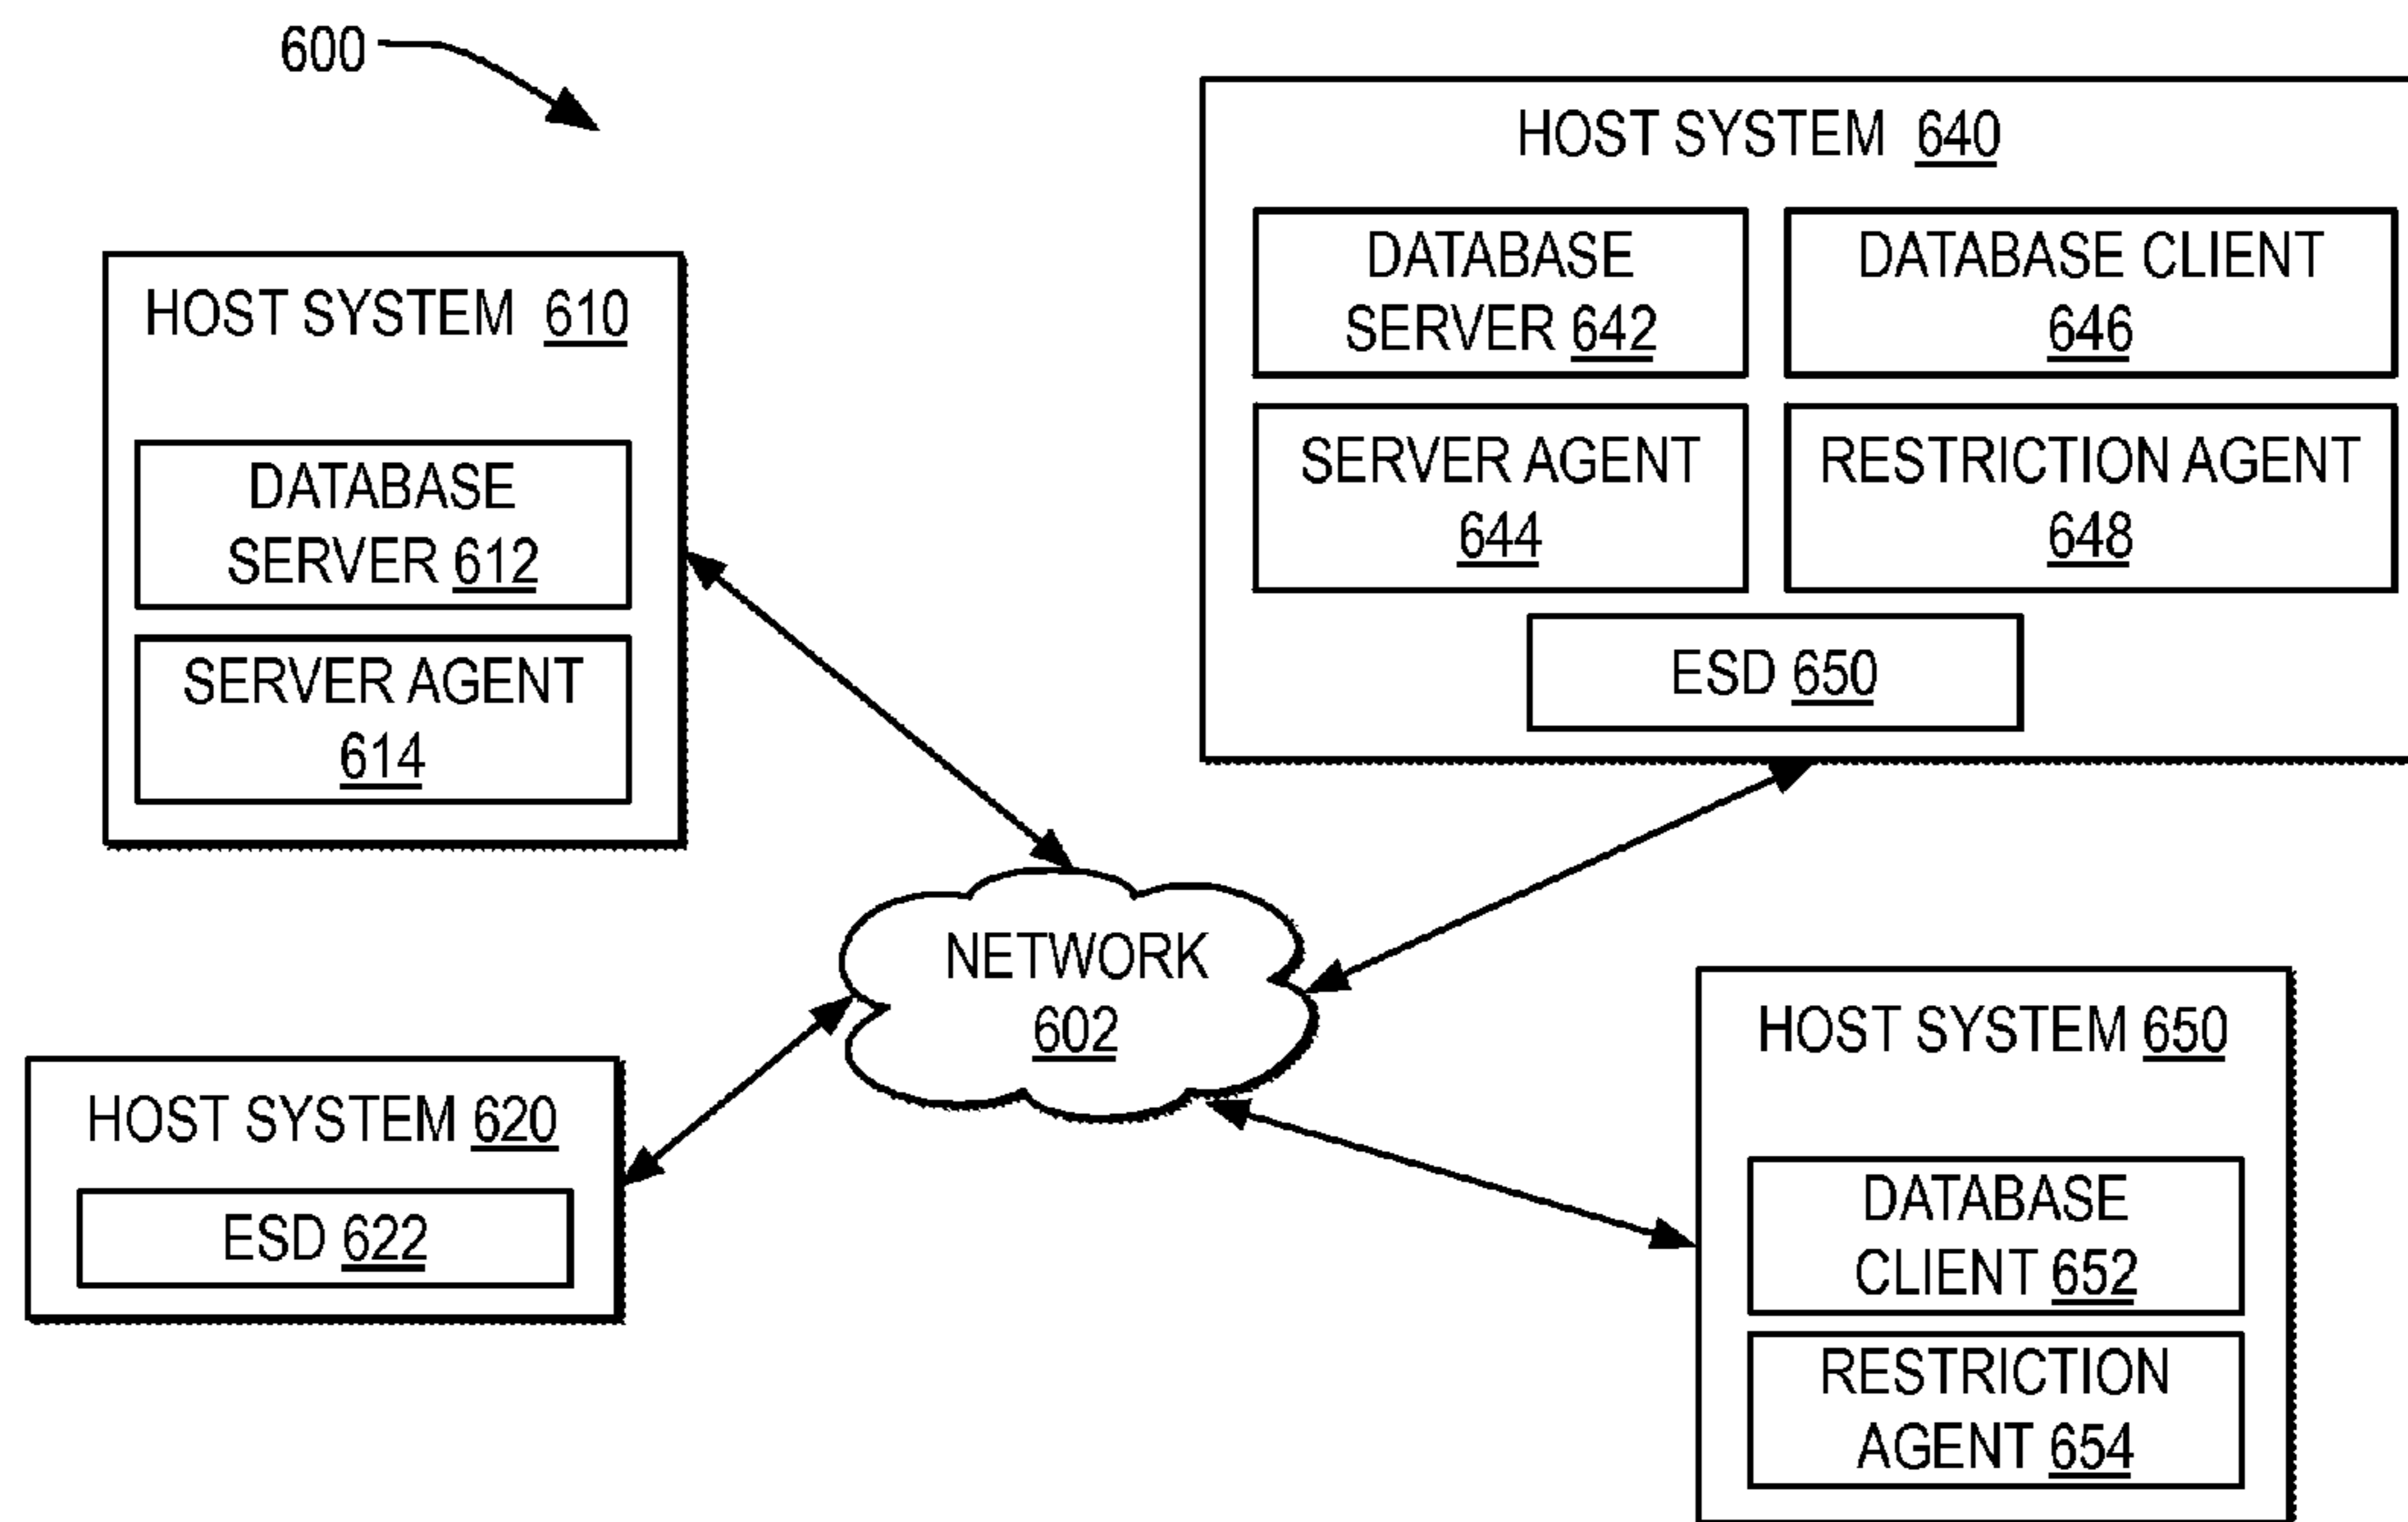 600
HOST SYSTEM 640
DATABASE
SERVER 642
DATABASE CLIENT
646
SERVER AGENT
644
RESTRICTION AGENT
648
ESD 650
HOST SYSTEM 610
DATABASE
SERVER 612
SERVER AGENT
614
NETWORK
602
HOST SYSTEM 620
ESD 622
HOST SYSTEM 650
DATABASE
CLIENT 652
RESTRICTION
AGENT 654